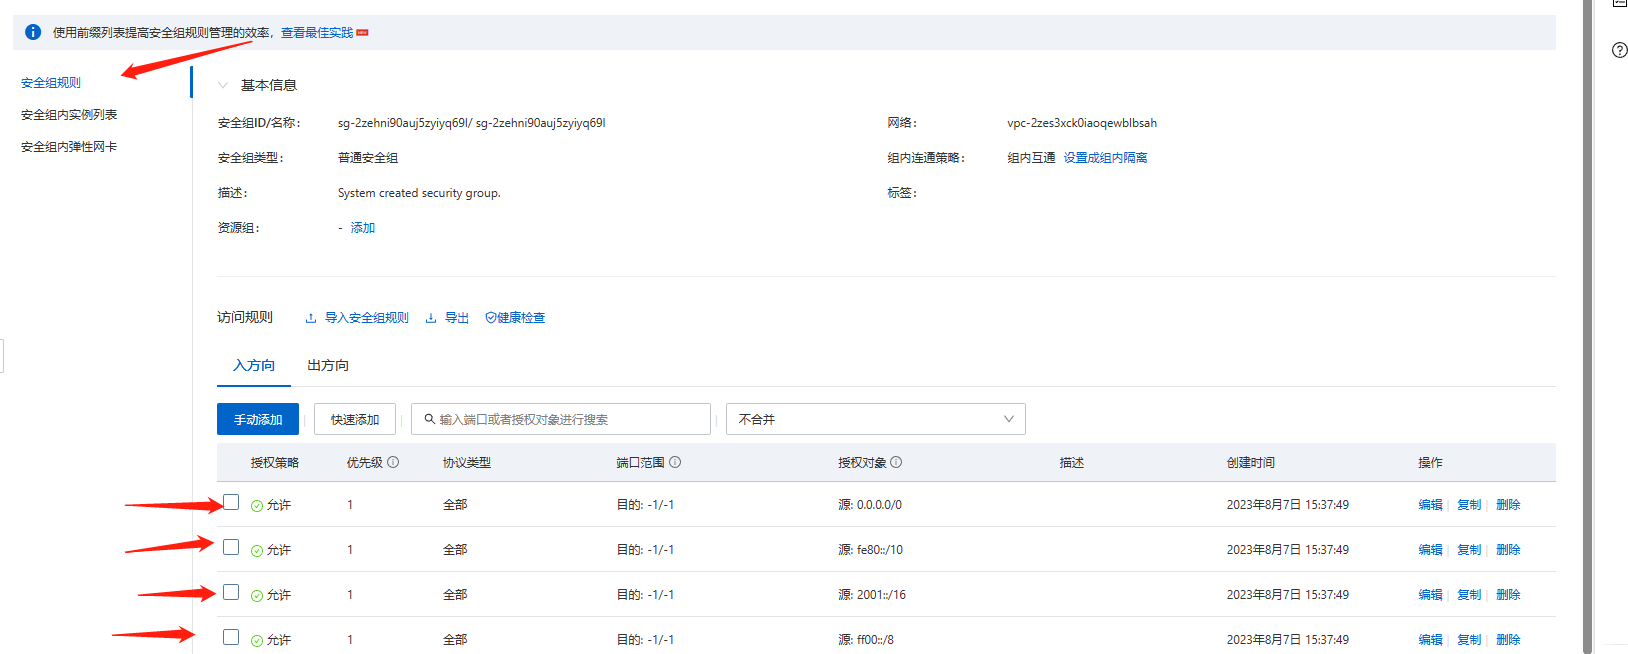 使用前缀列表提高安全组规则管理的效率，查看最佳实践
安全组规则
安全组内实例列表
安全组内弹性网卡
基本信息
安全组ID/名称： sg-2zehni90auj5zyiyq69l/ sg-2zehni90auj5zyiyq69l 网络： vpc-2zes3xck0iaoqewblbsah
安全组类型： 普通安全组 组内连通策略： 组内互通 设置成组内隔离
描述： System created security group. 标签：
资源组： - 添加
访问规则 导入安全组规则 导出 健康检查
入方向 出方向
手动添加 快速添加 输入端口或者授权对象进行搜索 不合并
授权策略 优先级 协议类型 端口范围 授权对象 描述 创建时间 操作
允许 1 全部 目的: -1/-1 源: 0.0.0.0/0 2023年8月7日 15:37:49 编辑 复制 删除
允许 1 全部 目的: -1/-1 源: fe80::/10 2023年8月7日 15:37:49 编辑 复制 删除
允许 1 全部 目的: -1/-1 源: 2001::/16 2023年8月7日 15:37:49 编辑 复制 删除
允许 1 全部 目的: -1/-1 源: ff00::/8 2023年8月7日 15:37:49 编辑 复制 删除